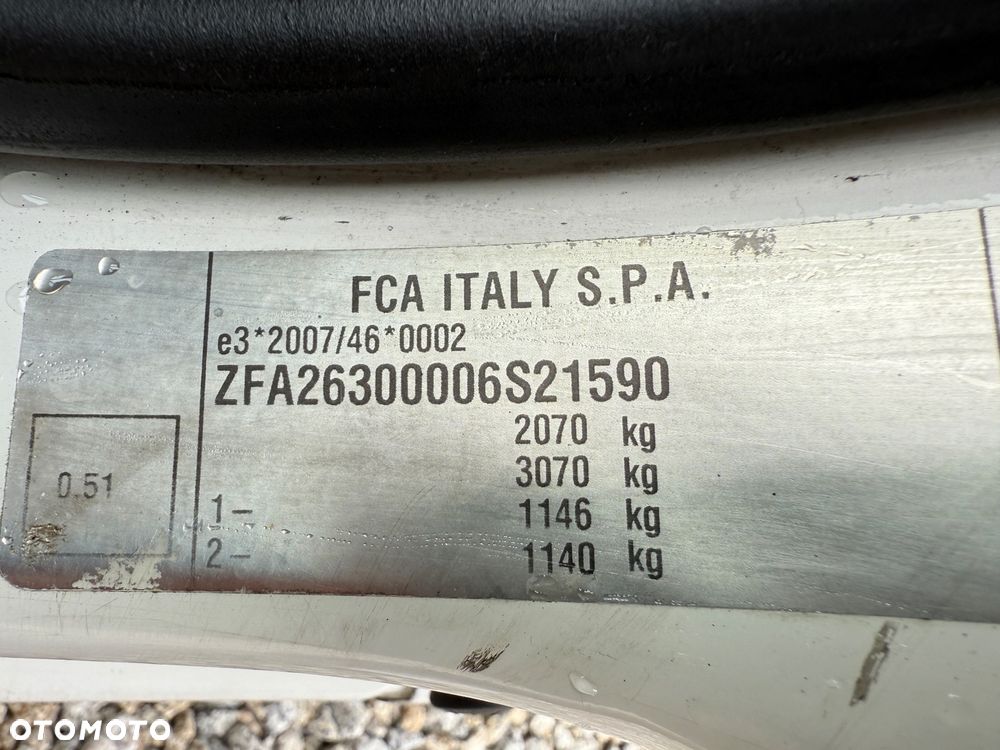 FCA ITALY S.P.A.
e3*2007/46*0002
ZFA26300006S21590
2070 kg
3070 kg
1- 1146 kg
2- 1140 kg
0.51
OTOMOTO